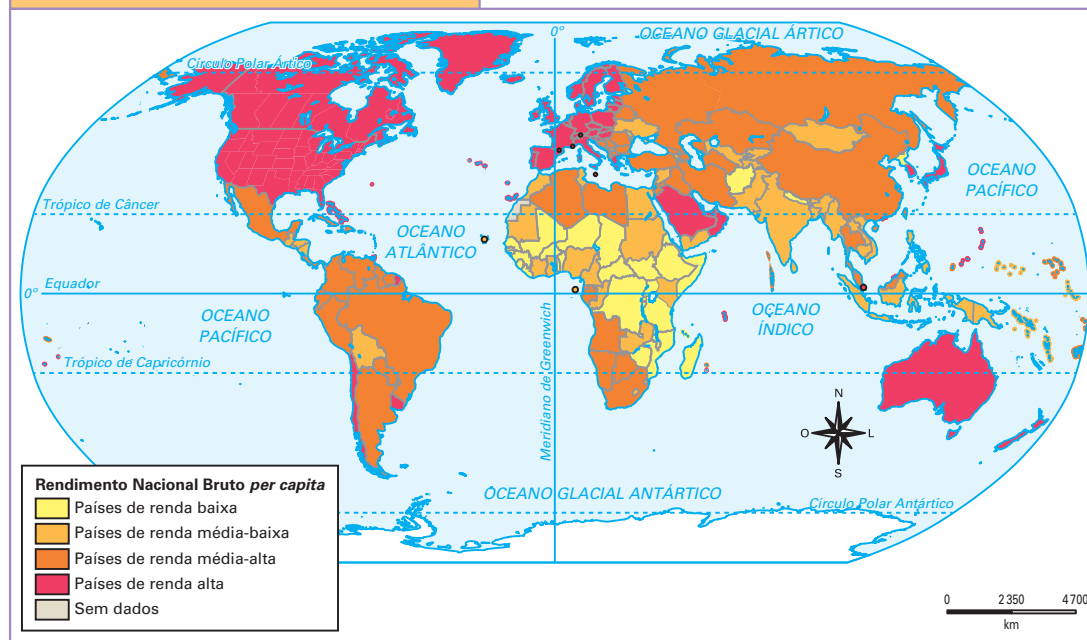 0°
OCEANO GLACIAL ÁRTICO
Círculo Polar Ártico
OCEANO
PACÍFICO
Trópico de Câncer
OCEANO
ATLÂNTICO
Equador
0°
OCEANO
PACÍFICO
OCEANO
ÍNDICO
Meridiano de Greenwich
Trópico de Capricórnio
N
O
L
S
OCEANO GLACIAL ANTÁRTICO
Círculo Polar Antártico
Rendimento Nacional Bruto per capita
Países de renda baixa
Países de renda média-baixa
Países de renda média-alta
Países de renda alta
Sem dados
0 2 350 4 700
km